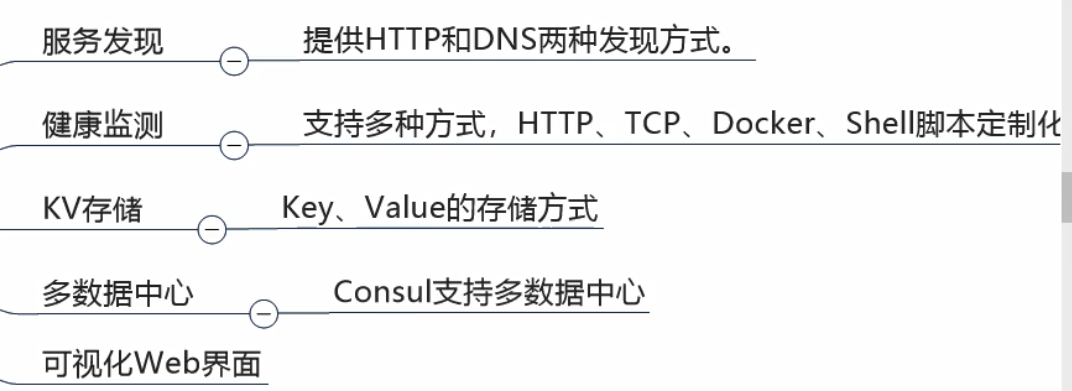 服务发现
提供HTTP和DNS两种发现方式。
健康监测
支持多种方式，HTTP、TCP、Docker、Shell脚本定制化
KV存储
Key、Value的存储方式
多数据中心
Consul支持多数据中心
可视化Web界面